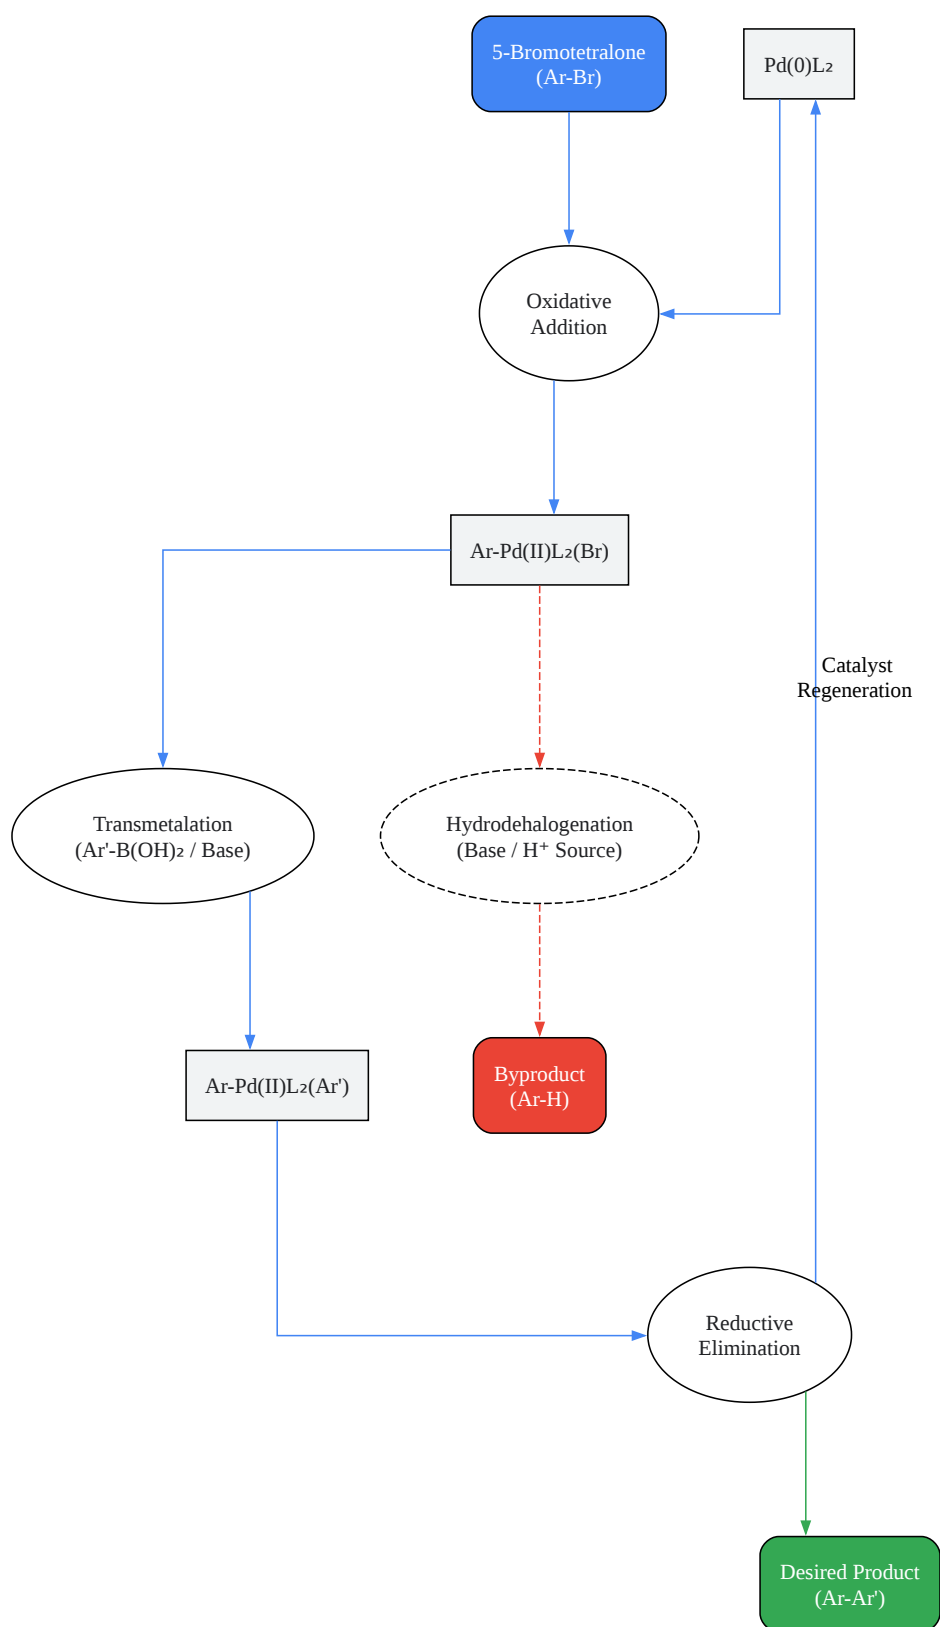 5-Bromotetralone
(Ar-Br)
Pd(0)L₂
Oxidative
Addition
Ar-Pd(II)L₂(Br)
Catalyst
Regeneration
Transmetalation
(Ar'-B(OH)₂ / Base)
Hydrodehalogenation
(Base / H⁺ Source)
Ar-Pd(II)L₂(Ar')
Byproduct
(Ar-H)
Reductive
Elimination
Desired Product
(Ar-Ar')